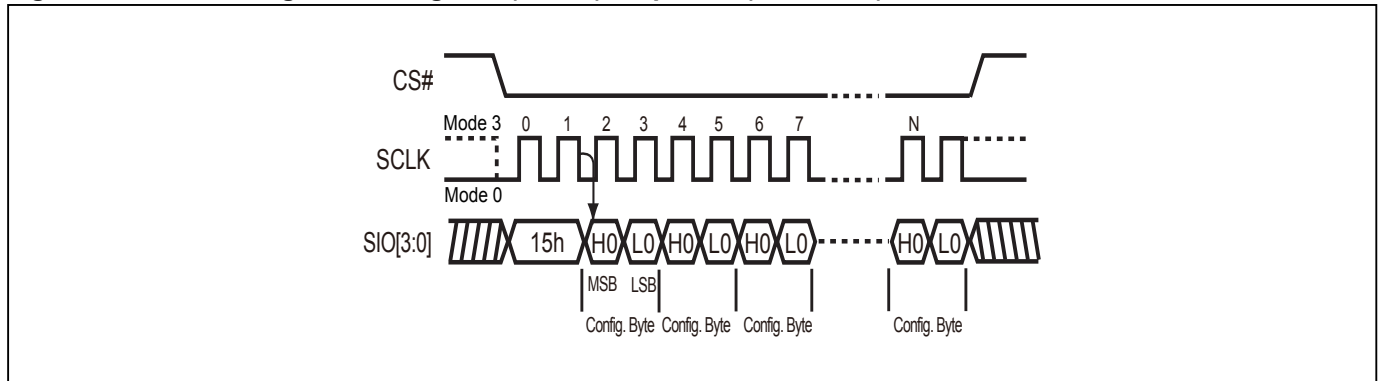 CS#
Mode 3 0 1 2 3 4 5 6 7 N
SCLK
Mode 0
SIO[3:0] 15h H0 L0 H0 L0 H0 L0 H0 L0
MSB LSB
Config. Byte Config. Byte Config. Byte Config. Byte